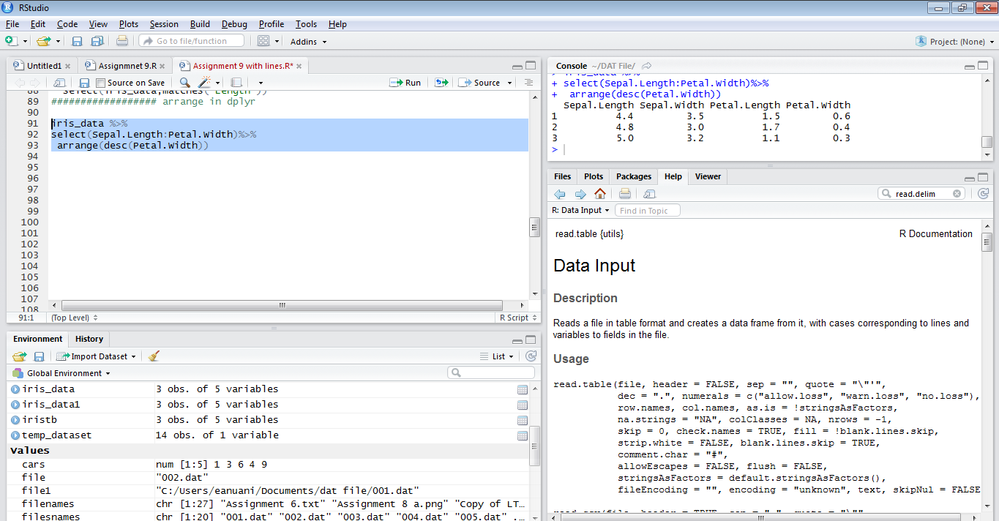 RStudio
File Edit Code View Plots Session Build Debug Profile Tools Help
Go to file/function Addins Project: (None)
Untitled1 Assignmnet 9.R Assignment 9 with lines.R*
Source on Save Run Source
88 select(iris_data,matches("Length"))
89 ################## arrange in dplyr
90
91 iris_data %>%
92 select(Sepal.Length:Petal.Width)%>%
93 arrange(desc(Petal.Width))
94
95
96
97
98
99
100
101
102
103
104
105
106
107
108
91:1 (Top Level) R Script
Environment History
Import Dataset List
Global Environment
iris_data 3 obs. of 5 variables
iris_data1 3 obs. of 5 variables
iristb 3 obs. of 5 variables
temp_dataset 14 obs. of 1 variable
Values
cars num [1:5] 1 3 6 4 9
file "002.dat"
file1 "C:/Users/eanuani/Documents/dat file/001.dat"
filenames chr [1:27] "Assignment 6.txt" "Assignment 8 a.png" "Copy of LT…
filesnames chr [1:20] "001.dat" "002.dat" "003.dat" "004.dat" "005.dat" …
Console ~/DAT File/
> iris_data %>%
+ select(Sepal.Length:Petal.Width)%>%
+ arrange(desc(Petal.Width))
Sepal.Length Sepal.Width Petal.Length Petal.Width
1 4.4 3.5 1.5 0.6
2 4.8 3.0 1.7 0.4
3 5.0 3.2 1.1 0.3
>
Files Plots Packages Help Viewer
read.delim
R: Data Input Find in Topic
read.table {utils} R Documentation
Data Input
Description
Reads a file in table format and creates a data frame from it, with cases corresponding to lines and
variables to fields in the file.
Usage
read.table(file, header = FALSE, sep = "", quote = "\"'",
dec = ".", numerals = c("allow.loss", "warn.loss", "no.loss"),
row.names, col.names, as.is = !stringsAsFactors,
na.strings = "NA", colClasses = NA, nrows = -1,
skip = 0, check.names = TRUE, fill = !blank.lines.skip,
strip.white = FALSE, blank.lines.skip = TRUE,
comment.char = "#",
allowEscapes = FALSE, flush = FALSE,
stringsAsFactors = default.stringsAsFactors(),
fileEncoding = "", encoding = "unknown", text, skipNul = FALSE
read.csv(file, header = TRUE, sep = ",", quote = "\"",